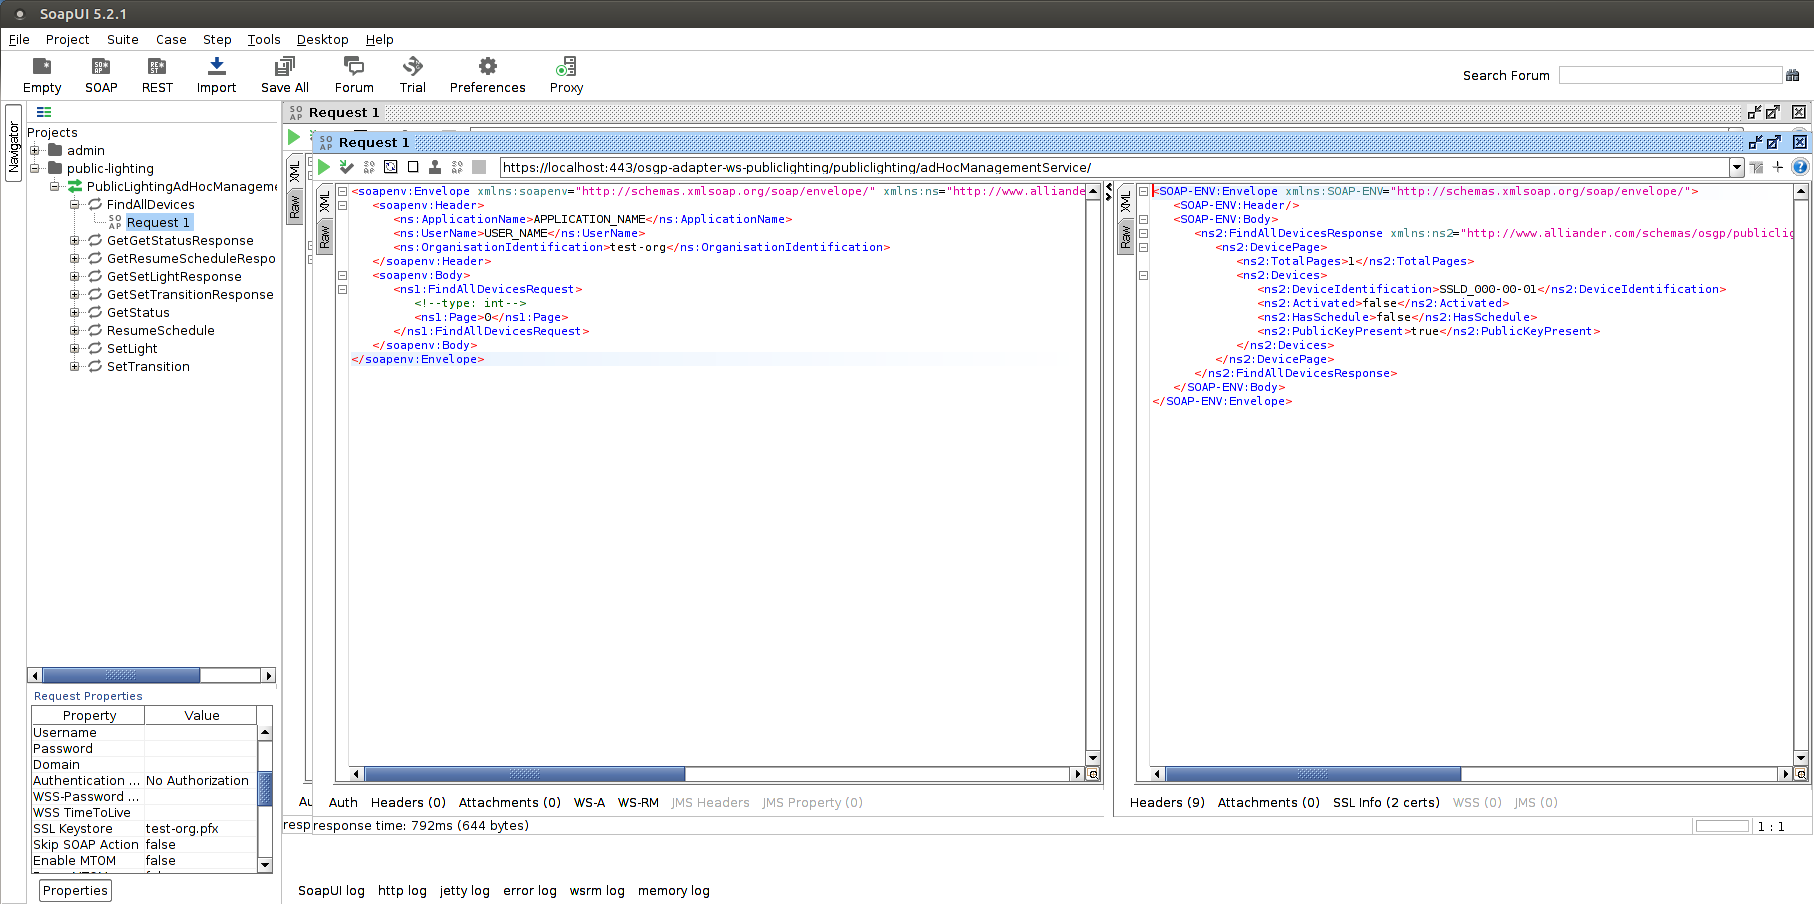 SoapUI 5.2.1
File Project Suite Case Step Tools Desktop Help
Empty SOAP REST Import Save All Forum Trial Preferences Proxy Search Forum
Navigator
Projects
admin
public-lighting
PublicLightingAdHocManageme
FindAllDevices
Request 1
GetGetStatusResponse
GetResumeScheduleRespo
GetSetLightResponse
GetSetTransitionResponse
GetStatus
ResumeSchedule
SetLight
SetTransition
Request Properties
Property Value
Username
Password
Domain
Authentication ... No Authorization
WSS-Password ...
WSS TimeToLive
SSL Keystore test-org.pfx
Skip SOAP Action false
Enable MTOM false
Properties
Request 1
XML
Raw
Request 1
https://localhost:443/osgp-adapter-ws-publiclighting/publiclighting/adHocManagementService/
XML
Raw
<soapenv:Envelope xmlns:soapenv="http://schemas.xmlsoap.org/soap/envelope/" xmlns:ns="http://www.alliande
<soapenv:Header>
<ns:ApplicationName>APPLICATION_NAME</ns:ApplicationName>
<ns:UserName>USER_NAME</ns:UserName>
<ns:OrganisationIdentification>test-org</ns:OrganisationIdentification>
</soapenv:Header>
<soapenv:Body>
<ns1:FindAllDevicesRequest>
<!--type: int-->
<ns1:Page>0</ns1:Page>
</ns1:FindAllDevicesRequest>
</soapenv:Body>
</soapenv:Envelope>
Au
Auth Headers (0) Attachments (0) WS-A WS-RM JMS Headers JMS Property (0)
XML
Raw
<SOAP-ENV:Envelope xmlns:SOAP-ENV="http://schemas.xmlsoap.org/soap/envelope/">
<SOAP-ENV:Header/>
<SOAP-ENV:Body>
<ns2:FindAllDevicesResponse xmlns:ns2="http://www.alliander.com/schemas/osgp/publiclig
<ns2:DevicePage>
<ns2:TotalPages>1</ns2:TotalPages>
<ns2:Devices>
<ns2:DeviceIdentification>SSLD_000-00-01</ns2:DeviceIdentification>
<ns2:Activated>false</ns2:Activated>
<ns2:HasSchedule>false</ns2:HasSchedule>
<ns2:PublicKeyPresent>true</ns2:PublicKeyPresent>
</ns2:Devices>
</ns2:DevicePage>
</ns2:FindAllDevicesResponse>
</SOAP-ENV:Body>
</SOAP-ENV:Envelope>
Headers (9) Attachments (0) SSL Info (2 certs) WSS (0) JMS (0)
resp
response time: 792ms (644 bytes)
1 : 1
SoapUI log http log jetty log error log wsrm log memory log